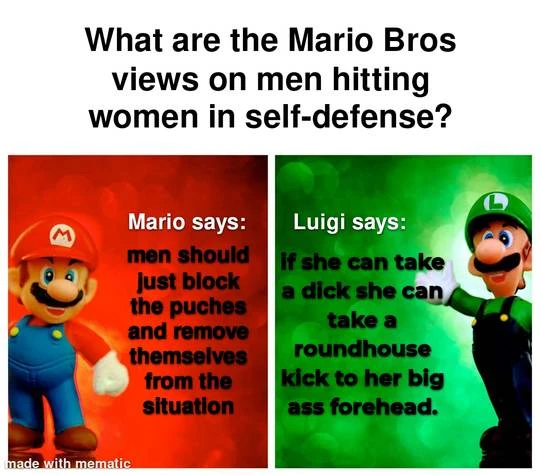 What are the Mario Bros
views on men hitting
women in self-defense?
Mario says:
men should
just block
the puches
and remove
themselves
from the
situation
Luigi says:
if she can take
a dick she can
take a
roundhouse
kick to her big
ass forehead.
M
L
made with mematic